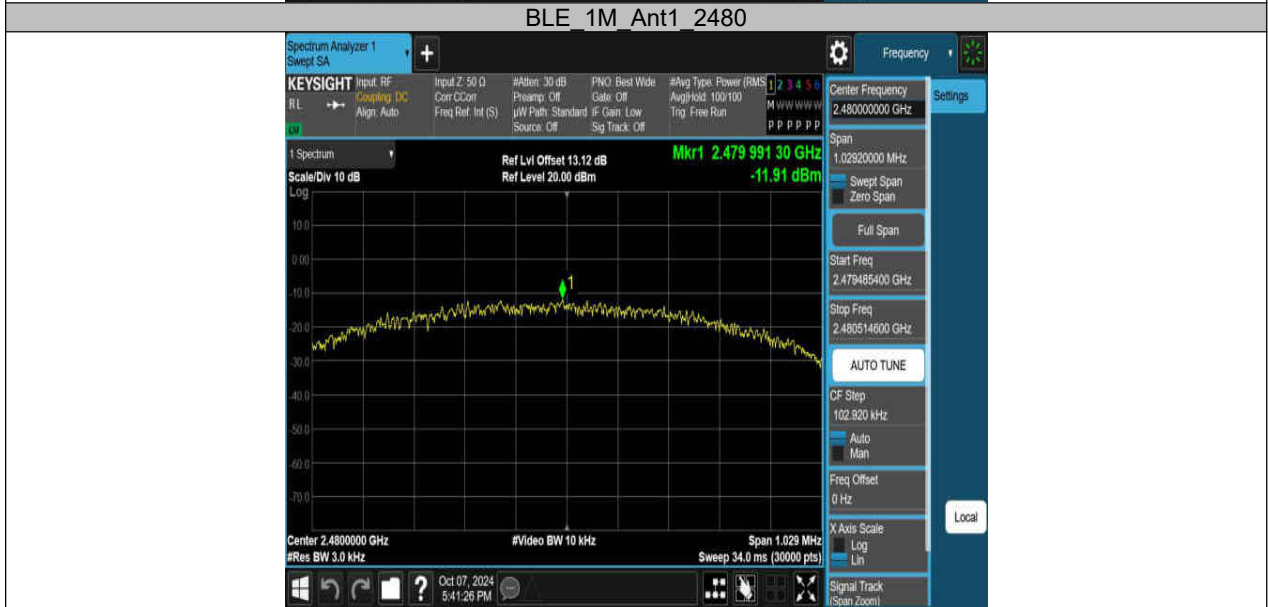 BLE_1M_Ant1_2480
Spectrum Analyzer 1
Swept SA
+
Frequency
KEYSIGHT
RL
LM
Input: RF
Coupling: DC
Align: Auto
Input Z: 50 Ω
Corr CCorr
Freq Ref: Int (S)
#Atten: 30 dB
Preamp: Off
µW Path: Standard
Source: Off
PNO: Best Wide
Gate: Off
IF Gain: Low
Sig Track: Off
#Avg Type: Power (RMS
Avg|Hold: 100/100
Trig: Free Run
1 2 3 4 5 6
M W W W W W
P P P P P P
1 Spectrum
Scale/Div 10 dB
Ref Lvl Offset 13.12 dB
Ref Level 20.00 dBm
Mkr1 2.479 991 30 GHz
-11.91 dBm
Log
10.0
0.00
-10.0
-20.0
-30.0
-40.0
-50.0
-60.0
-70.0
1
Center 2.4800000 GHz
#Res BW 3.0 kHz
#Video BW 10 kHz
Span 1.029 MHz
Sweep 34.0 ms (30000 pts)
Oct 07, 2024
5:41:26 PM
?
Center Frequency
2.480000000 GHz
Settings
Span
1.02920000 MHz
Swept Span
Zero Span
Full Span
Start Freq
2.479485400 GHz
Stop Freq
2.480514600 GHz
AUTO TUNE
CF Step
102.920 kHz
Auto
Man
Freq Offset
0 Hz
X Axis Scale
Log
Lin
Local
Signal Track
(Span Zoom)